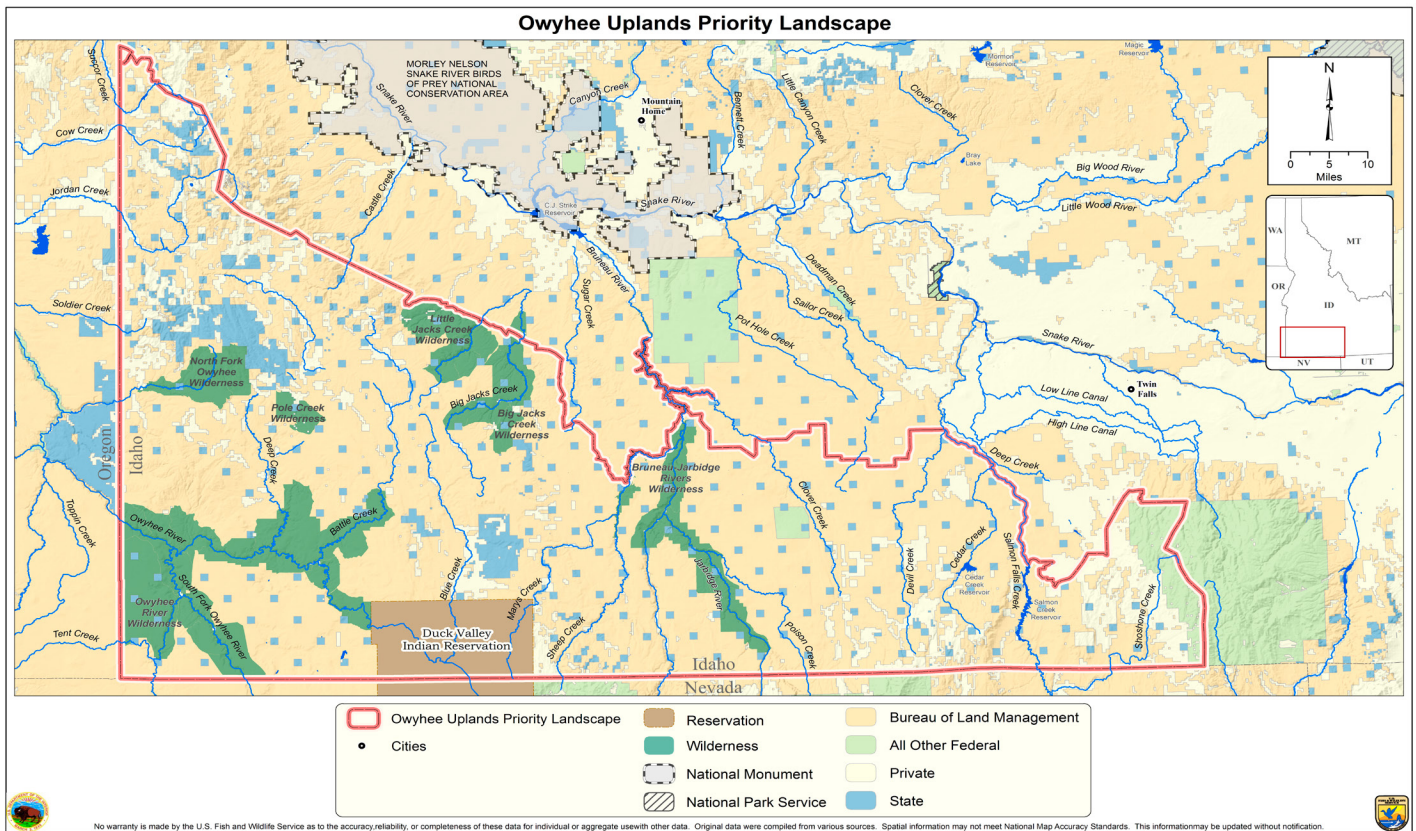 Owyhee Uplands Priority Landscape
MORLEY NELSON
SNAKE RIVER BIRDS
OF PREY NATIONAL
CONSERVATION AREA
Succor Creek
Cow Creek
Jordan Creek
Soldier Creek
Snake River
Castle Creek
Canyon Creek
Mountain
Home
Bennett Creek
Little Canyon Creek
Clover Creek
Mormon
Reservoir
Magic
Reservoir
Bray
Lake
Big Wood River
Little Wood River
C.J. Strike
Reservoir
Snake River
Bruneau River
Sugar Creek
Deadman Creek
Sailor Creek
Pot Hole Creek
Snake River
Twin
Falls
Low Line Canal
High Line Canal
Little
Jacks Creek
Wilderness
North Fork
Owyhee
Wilderness
Pole Creek
Wilderness
Big Jacks Creek
Big Jacks
Creek
Wilderness
Bruneau-Jarbidge
Rivers
Wilderness
Oregon
Idaho
Deep Creek
Toppin Creek
Owyhee River
Battle Creek
South Fork Owyhee River
Owyhee
River
Wilderness
Tent Creek
Blue Creek
Marys Creek
Sheep Creek
Jarbidge River
Poison Creek
Clover Creek
Devil Creek
Cedar Creek
Cedar
Creek
Reservoir
Deep Creek
Salmon Falls Creek
Salmon
Creek
Reservoir
Shoshone Creek
Duck Valley
Indian Reservation
Idaho
Nevada
N
0 5 10
Miles
WA
MT
OR
ID
NV
UT
Owyhee Uplands Priority Landscape
Cities
Reservation
Wilderness
National Monument
National Park Service
Bureau of Land Management
All Other Federal
Private
State
No warranty is made by the U.S. Fish and Wildlife Service as to the accuracy,reliability, or completeness of these data for individual or aggregate usewith other data. Original data were compiled from various sources. Spatial information may not meet National Map Accuracy Standards. This informationmay be updated without notification.